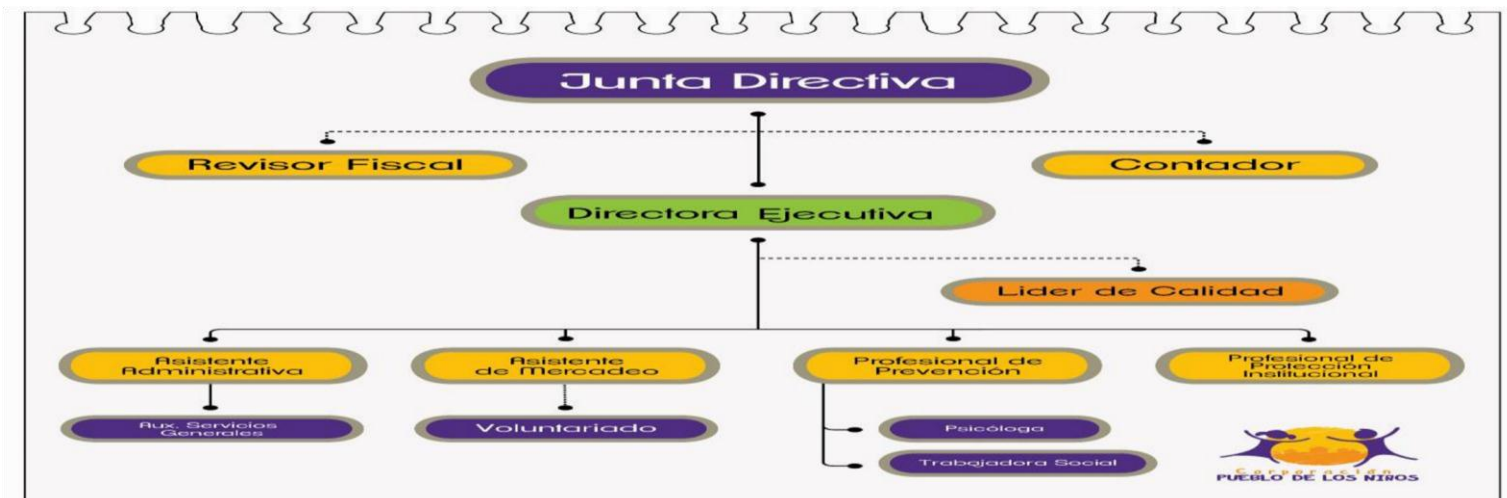 Junta Directiva
Revisor Fiscal
Contador
Directora Ejecutiva
Lider de Calidad
Asistente
Administrativa
Asistente
de Mercadeo
Profesional de
Prevención
Profesional de
Protección
Institucional
Aux. Servicios
Generales
Voluntariado
Psicóloga
Trabajadora Social
Corporación
PUEBLO DE LOS NIÑOS